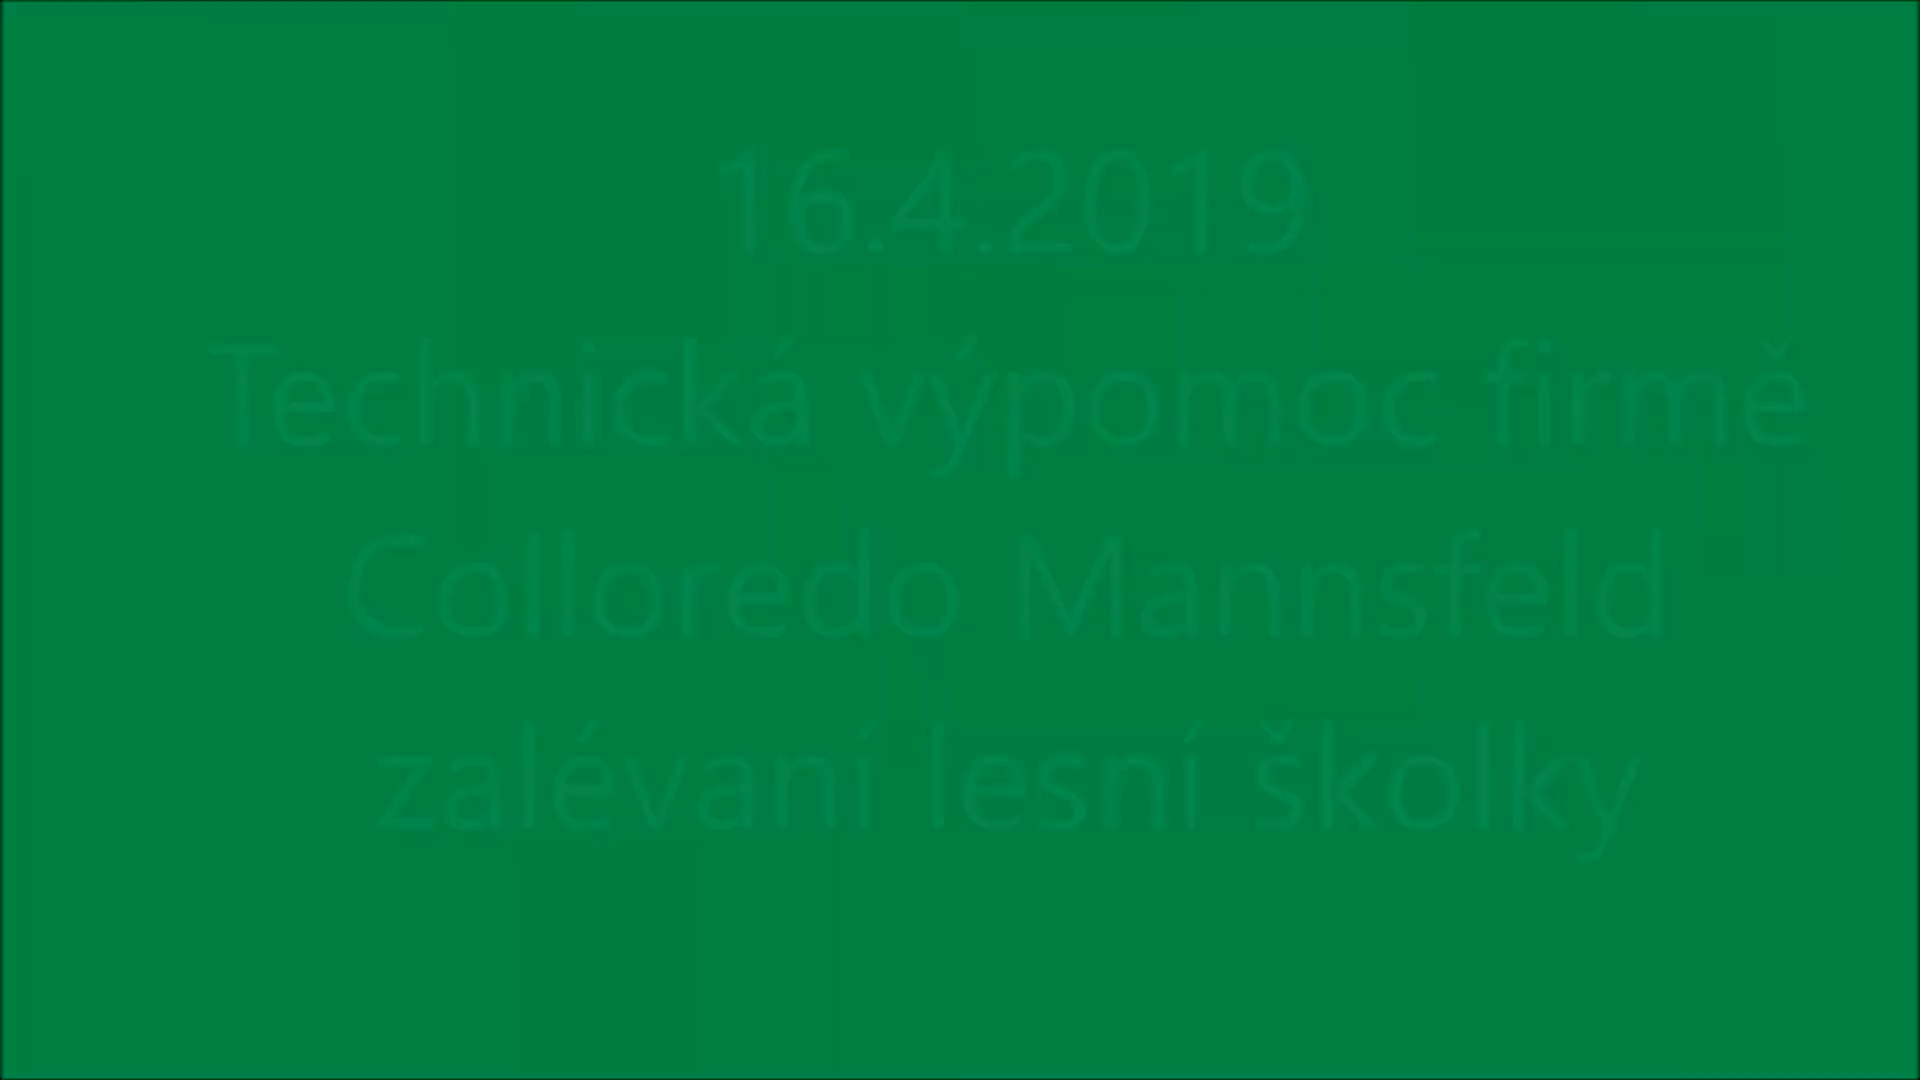 16.4.2019
Technická výpomoc firmě
Colloredo Mannsfeld
zalévaní lesní školky